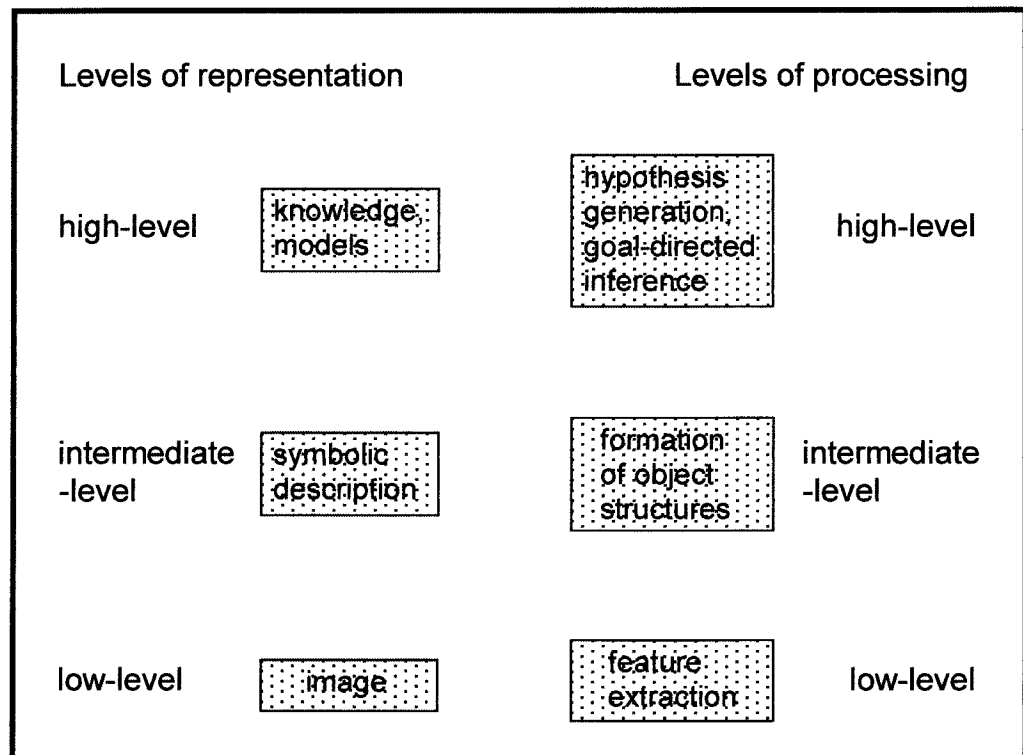 Levels of representation
Levels of processing
high-level
knowledge,
models
hypothesis
generation,
goal-directed
inference
high-level
intermediate
-level
symbolic
description
formation
of object
structures
intermediate
-level
low-level
image
feature
extraction
low-level